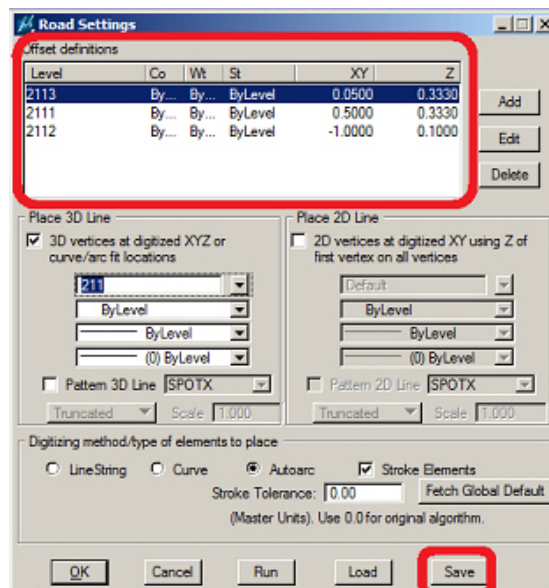 Road Settings
Offset definitions
Level Co Wt St XY Z
2113 By... By... ByLevel 0.0500 0.3330
2111 By... By... ByLevel 0.5000 0.3330
2112 By... By... ByLevel -1.0000 0.1000
Add
Edit
Delete
Place 3D Line
3D vertices at digitized XYZ or
curve/arc fit locations
211
ByLevel
ByLevel
(0) ByLevel
Pattern 3D Line SPOTX
Truncated Scale 1.000
Place 2D Line
2D vertices at digitized XY using Z of
first vertex on all vertices
Default
ByLevel
ByLevel
(0) ByLevel
Pattern 2D Line SPOTX
Truncated Scale 1.000
Digitizing method/type of elements to place
LineString Curve Autoarc Stroke Elements
Stroke Tolerance: 0.00 Fetch Global Default
(Master Units). Use 0.0 for original algorithm.
OK Cancel Run Load Save